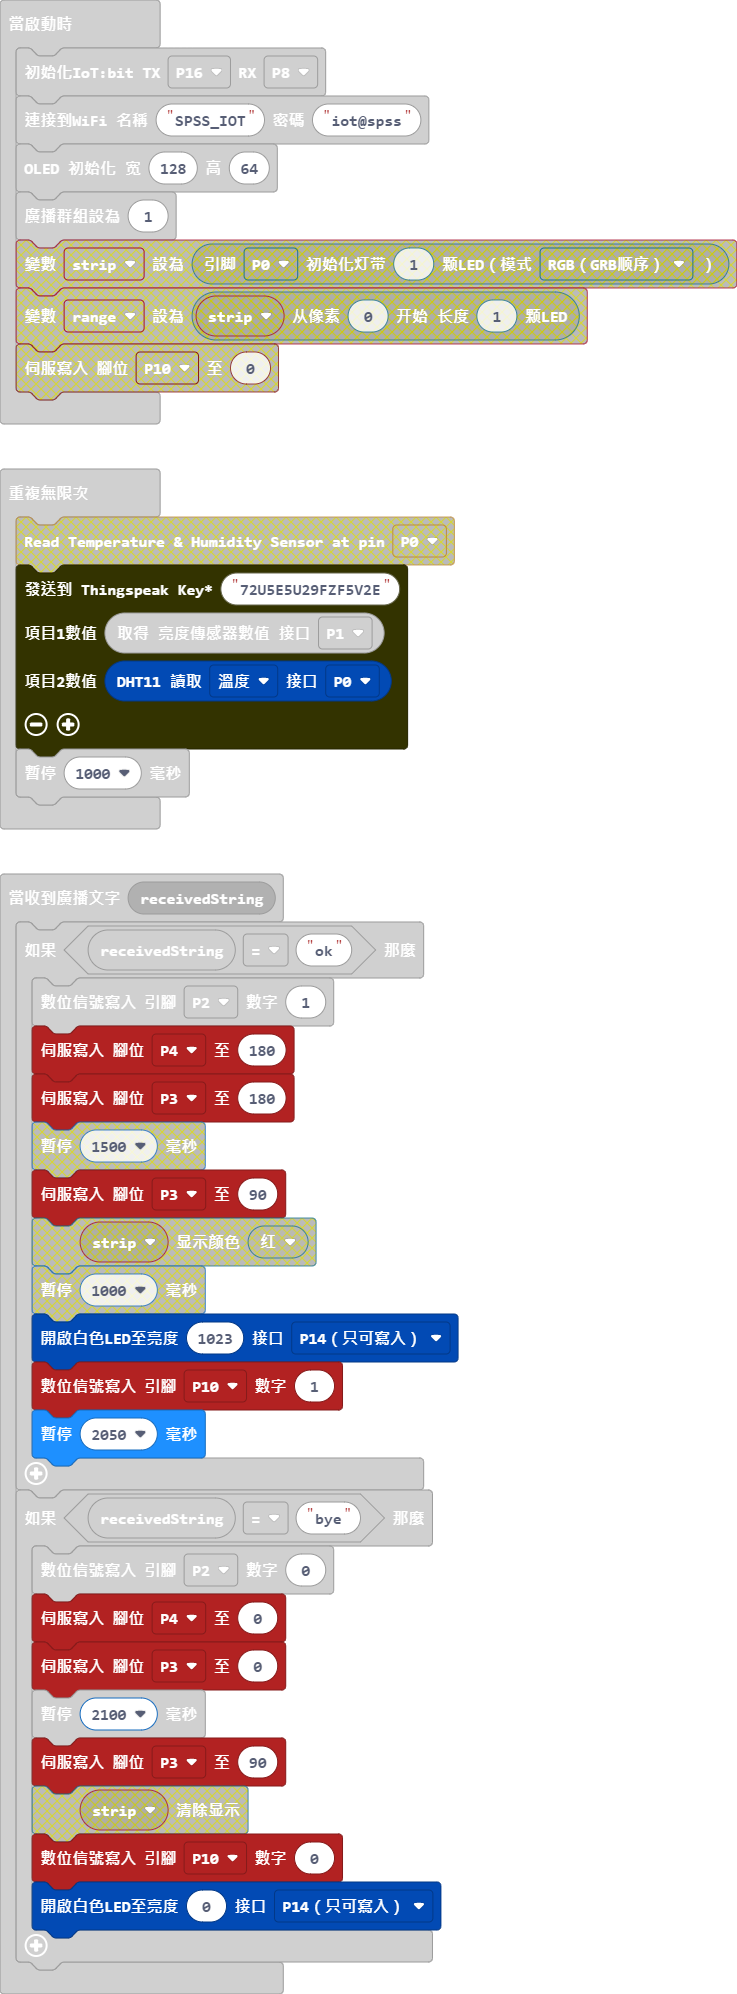 當啟動時
初始化IoT:bit TX P16 RX P8
連接到WiFi 名稱 "SPSS_IOT" 密碼 "iot@spss"
OLED 初始化 宽 128 高 64
廣播群組設為 1
變數 strip 設為 引脚 P0 初始化灯带 1 颗LED(模式 RGB(GRB顺序) )
變數 range 設為 strip 从像素 0 开始 长度 1 颗LED
伺服寫入 腳位 P10 至 0
重複無限次
Read Temperature & Humidity Sensor at pin P0
發送到 Thingspeak Key* "72U5E5U29FZF5V2E"
項目1數值 取得 亮度傳感器數值 接口 P1
項目2數值 DHT11 讀取 溫度 接口 P0
暫停 1000 毫秒
當收到廣播文字 receivedString
如果 receivedString = "ok" 那麼
數位信號寫入 引腳 P2 數字 1
伺服寫入 腳位 P4 至 180
伺服寫入 腳位 P3 至 180
暫停 1500 毫秒
伺服寫入 腳位 P3 至 90
strip 显示颜色 红
暫停 1000 毫秒
開啟白色LED至亮度 1023 接口 P14(只可寫入)
數位信號寫入 引腳 P10 數字 1
暫停 2050 毫秒
如果 receivedString = "bye" 那麼
數位信號寫入 引腳 P2 數字 0
伺服寫入 腳位 P4 至 0
伺服寫入 腳位 P3 至 0
暫停 2100 毫秒
伺服寫入 腳位 P3 至 90
strip 清除显示
數位信號寫入 引腳 P10 數字 0
開啟白色LED至亮度 0 接口 P14(只可寫入)